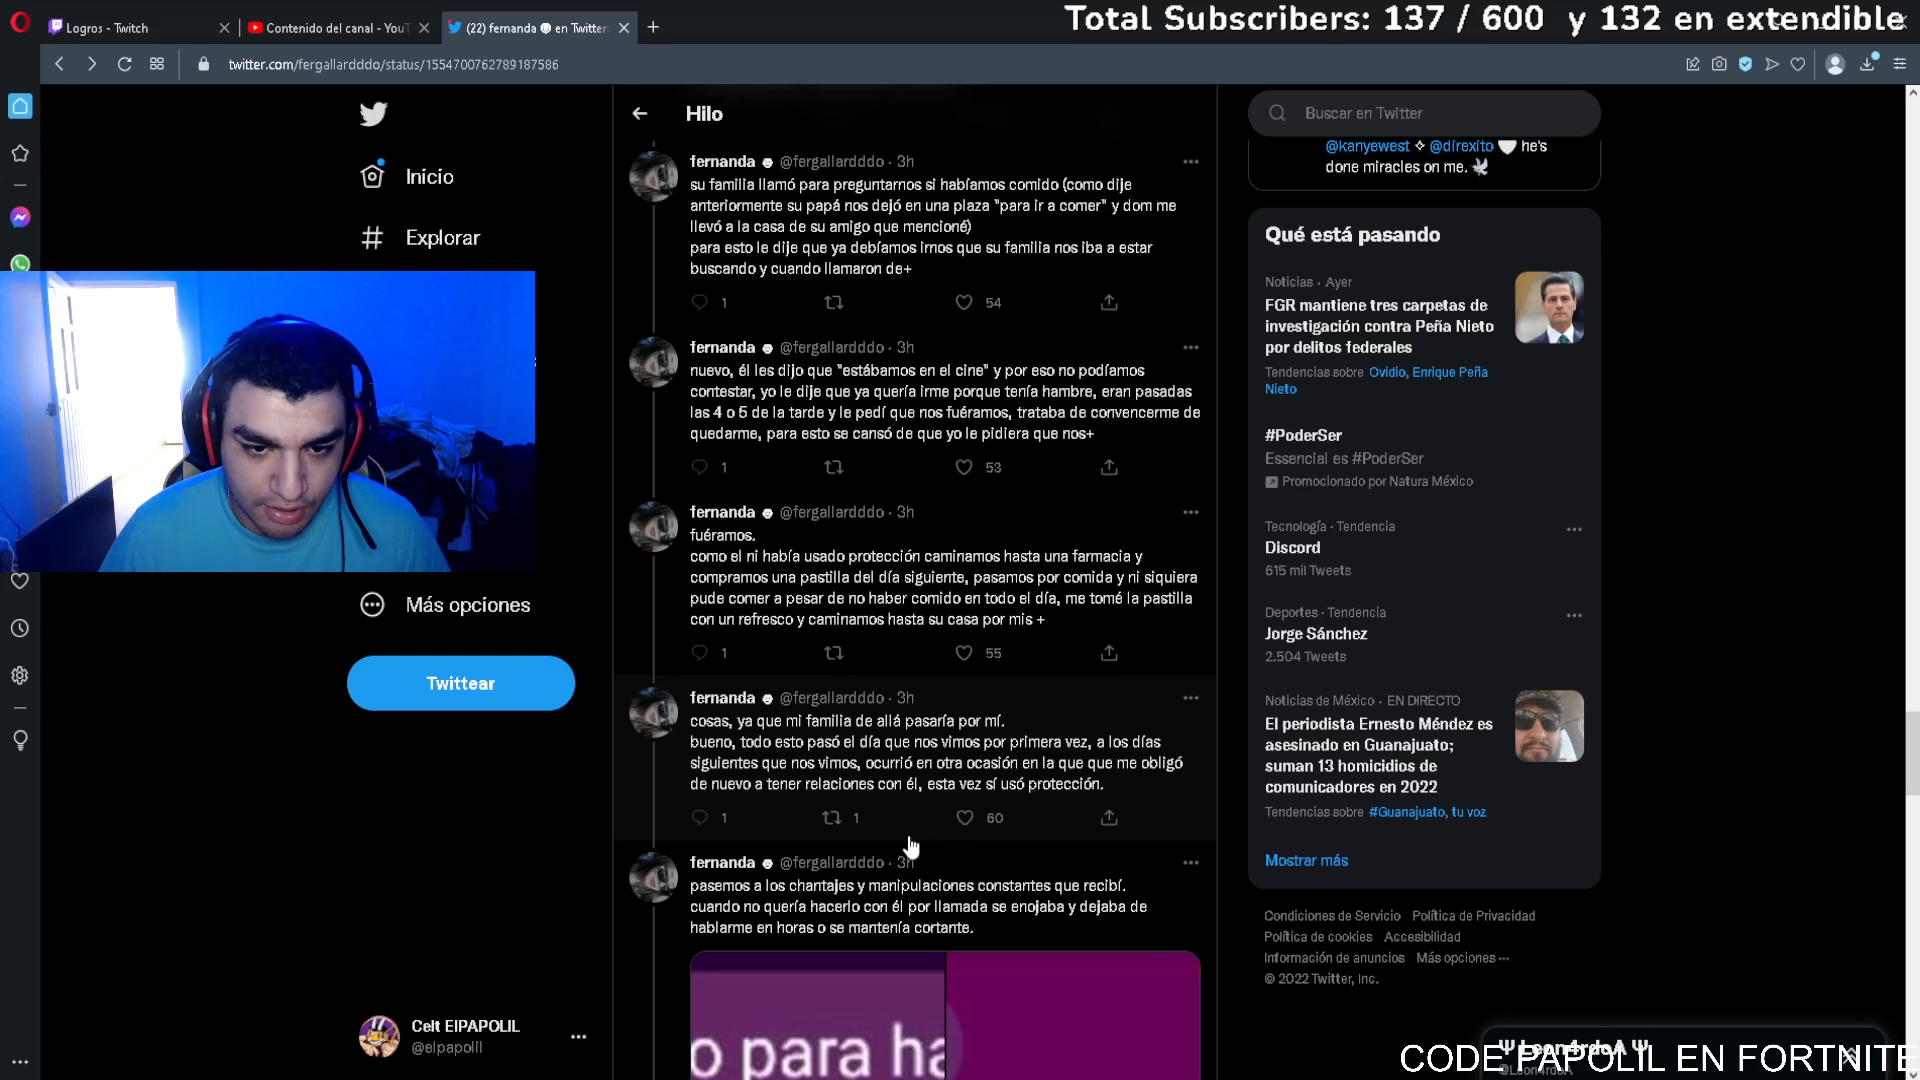 Logros - Twitch
Contenido del canal - YouT
(22) fernanda en Twitter:
Total Subscribers: 137 / 600 y 132 en extendible
twitter.com/fergallardddo/status/1554700762789187586
Inicio
Explorar
Más opciones
Twittear
Celt ElPAPOLIL
@elpapolil
Hilo
fernanda @fergallardddo · 3h
su familia llamó para preguntarnos si habíamos comido (como dije
anteriormente su papá nos dejó en una plaza "para ir a comer" y dom me
llevó a la casa de su amigo que mencioné)
para esto le dije que ya debíamos irnos que su familia nos iba a estar
buscando y cuando llamaron de+
1 54
fernanda @fergallardddo · 3h
nuevo, él les dijo que "estábamos en el cine" y por eso no podíamos
contestar, yo le dije que ya quería irme porque tenía hambre, eran pasadas
las 4 o 5 de la tarde y le pedí que nos fuéramos, trataba de convencerme de
quedarme, para esto se cansó de que yo le pidiera que nos+
1 53
fernanda @fergallardddo · 3h
fuéramos.
como el ni había usado protección caminamos hasta una farmacia y
compramos una pastilla del día siguiente, pasamos por comida y ni siquiera
pude comer a pesar de no haber comido en todo el día, me tomé la pastilla
con un refresco y caminamos hasta su casa por mis +
1 55
fernanda @fergallardddo · 3h
cosas, ya que mi familia de allá pasaría por mí.
bueno, todo esto pasó el día que nos vimos por primera vez, a los días
siguientes que nos vimos, ocurrió en otra ocasión en la que que me obligó
de nuevo a tener relaciones con él, esta vez sí usó protección.
1 1 60
fernanda @fergallardddo · 3h
pasemos a los chantajes y manipulaciones constantes que recibí.
cuando no quería hacerlo con él por llamada se enojaba y dejaba de
hablarme en horas o se mantenía cortante.
o para ha
Buscar en Twitter
@kanyewest ✧ @direxito 🤍 he's
done miracles on me. 🕊
Qué está pasando
Noticias · Ayer
FGR mantiene tres carpetas de
investigación contra Peña Nieto
por delitos federales
Tendencias sobre Ovidio, Enrique Peña
Nieto
#PoderSer
Essencial es #PoderSer
Promocionado por Natura México
Tecnología · Tendencia
Discord
615 mil Tweets
Deportes · Tendencia
Jorge Sánchez
2.504 Tweets
Noticias de México · EN DIRECTO
El periodista Ernesto Méndez es
asesinado en Guanajuato;
suman 13 homicidios de
comunicadores en 2022
Tendencias sobre #Guanajuato, tu voz
Mostrar más
Condiciones de Servicio Política de Privacidad
Política de cookies Accesibilidad
Información de anuncios Más opciones ···
© 2022 Twitter, Inc.
CODE PAPOLIL EN FORTNITE